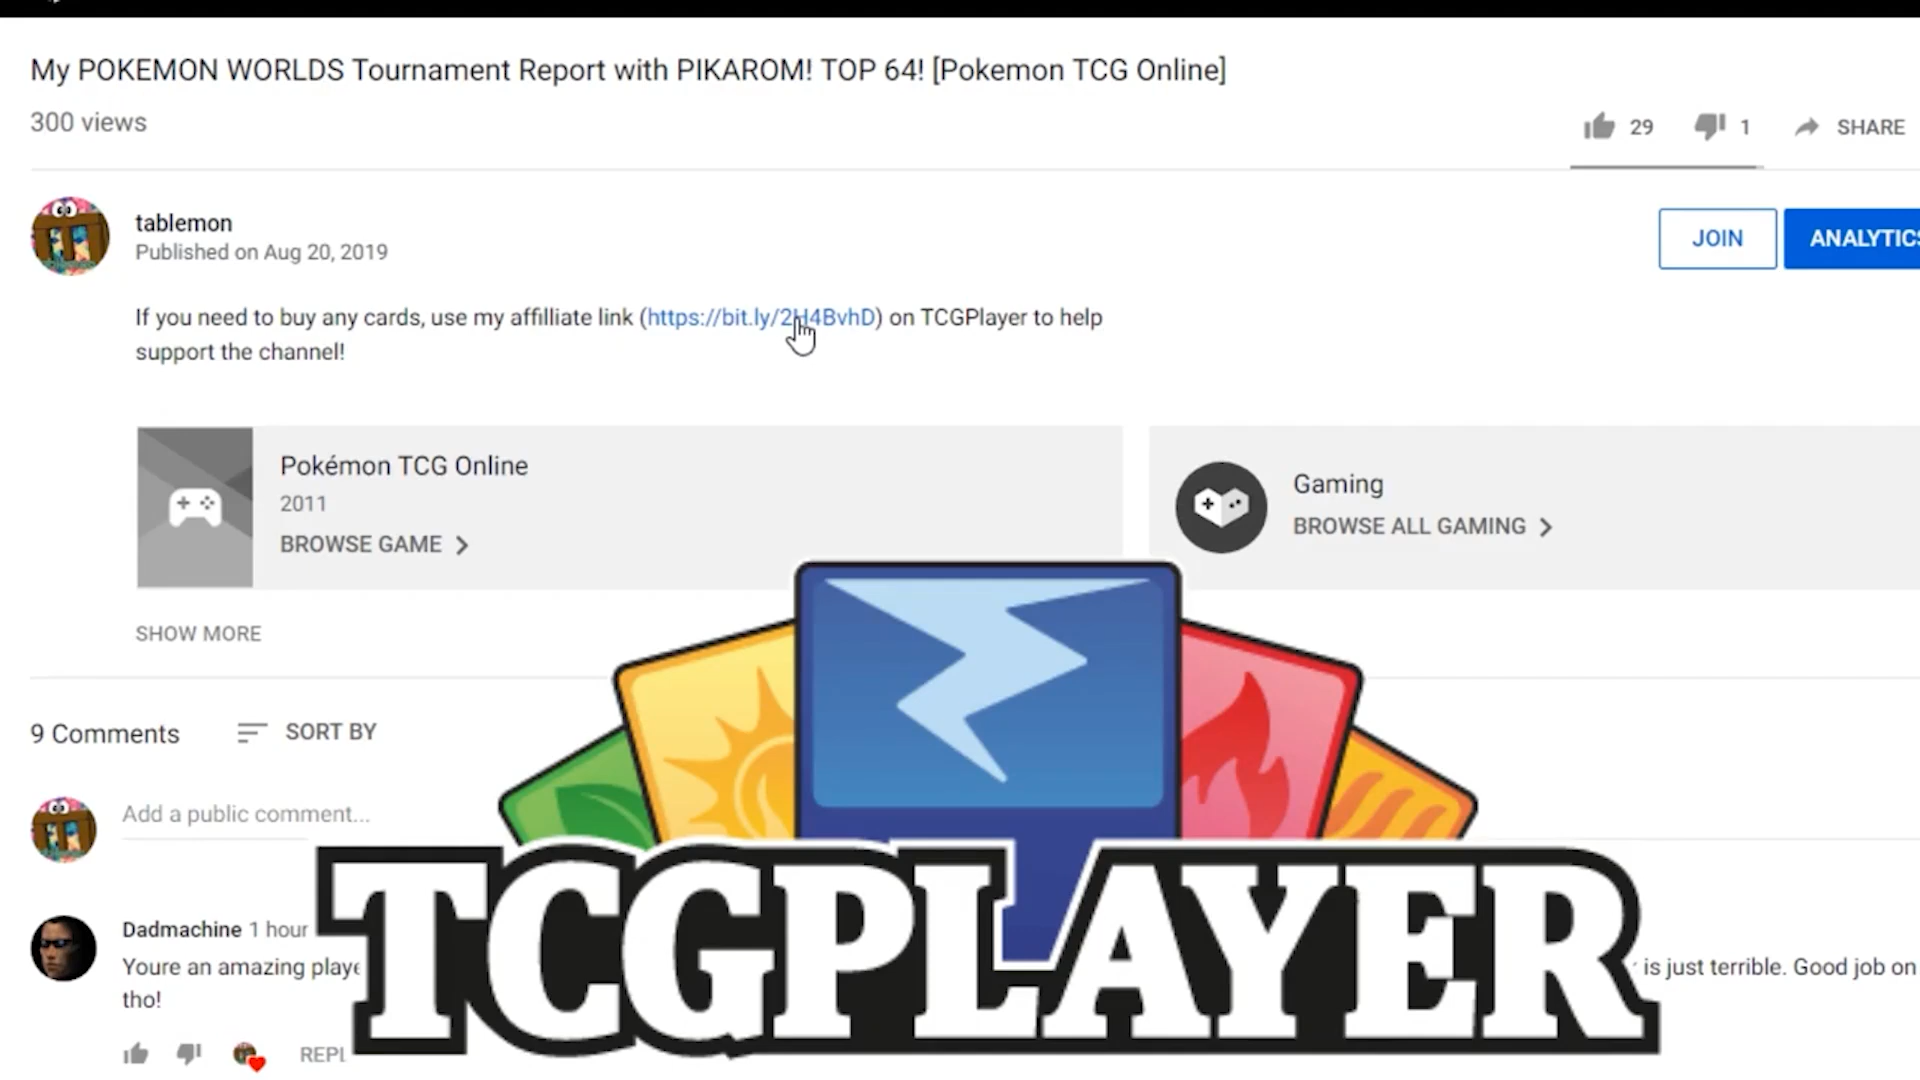 My POKEMON WORLDS Tournament Report with PIKAROM! TOP 64! [Pokemon TCG Online]
300 views
29 1 SHARE
tablemon
Published on Aug 20, 2019
JOIN
ANALYTICS
If you need to buy any cards, use my affilliate link (https://bit.ly/2H4BvhD) on TCGPlayer to help
support the channel!
Pokémon TCG Online
2011
BROWSE GAME
Gaming
BROWSE ALL GAMING
SHOW MORE
9 Comments SORT BY
Add a public comment...
TCGPLAYER
Dadmachine 1 hour
Youre an amazing is just terrible. Good job on
tho!